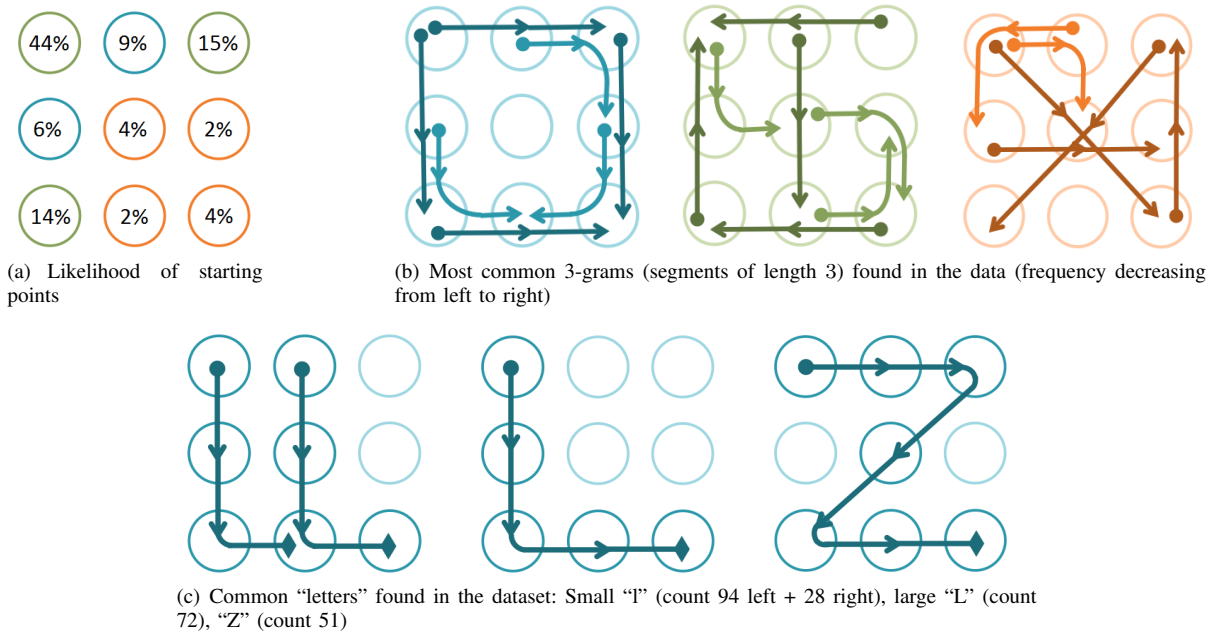 44% 9% 15%
6% 4% 2%
14% 2% 4%
(a) Likelihood of starting
points
(b) Most common 3-grams (segments of length 3) found in the data (frequency decreasing
from left to right)
(c) Common “letters” found in the dataset: Small “l” (count 94 left + 28 right), large “L” (count
72), “Z” (count 51)